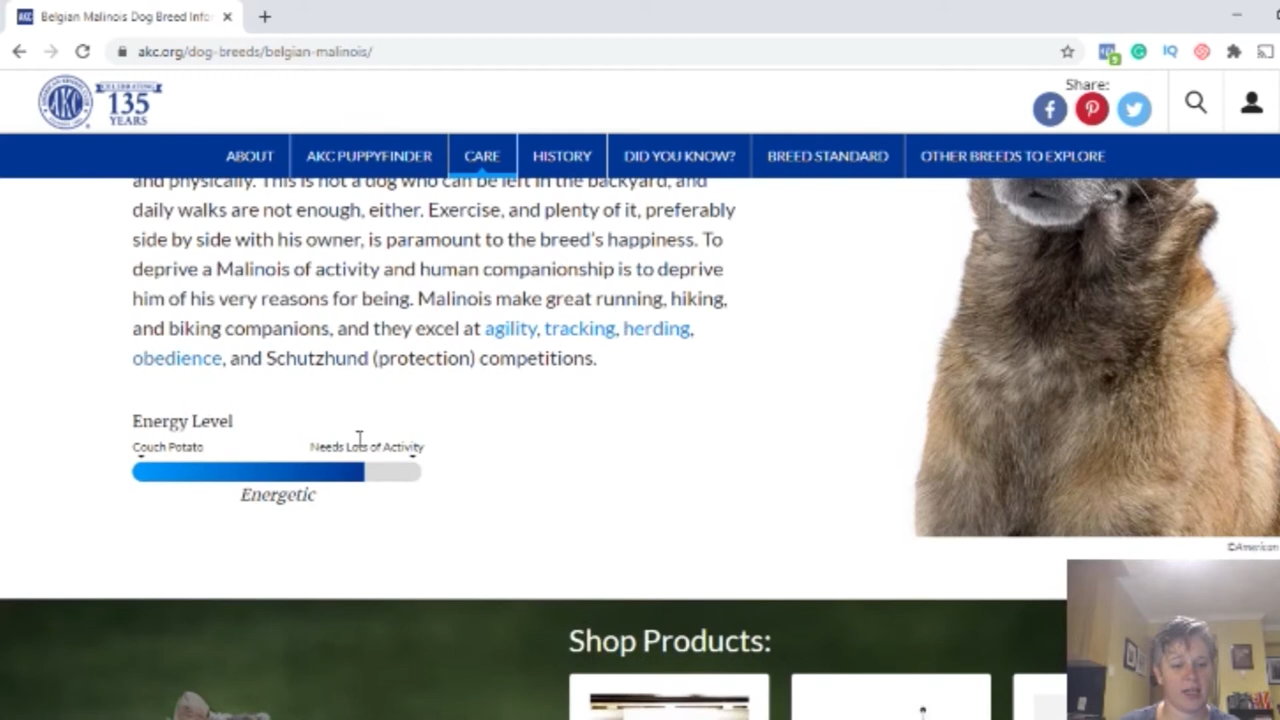 AKC Belgian Malinois Dog Breed Info
akc.org/dog-breeds/belgian-malinois/
IQ
9
AKC
CELEBRATING
135
YEARS
Share:
ABOUT
AKC PUPPYFINDER
CARE
HISTORY
DID YOU KNOW?
BREED STANDARD
OTHER BREEDS TO EXPLORE
and physically. This is not a dog who can be left in the backyard, and
daily walks are not enough, either. Exercise, and plenty of it, preferably
side by side with his owner, is paramount to the breed's happiness. To
deprive a Malinois of activity and human companionship is to deprive
him of his very reasons for being. Malinois make great running, hiking,
and biking companions, and they excel at agility, tracking, herding,
obedience, and Schutzhund (protection) competitions.
Energy Level
Couch Potato
Needs Lots of Activity
Energetic
©American
Shop Products: